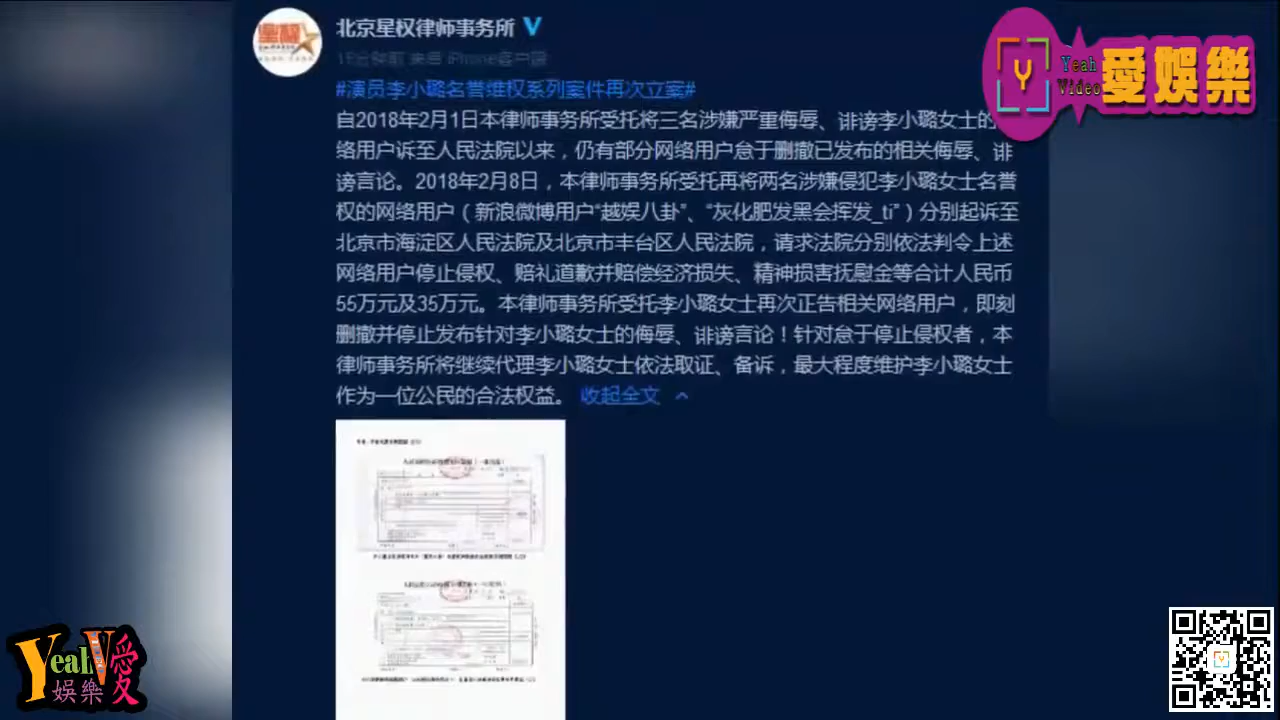 北京星权律师事务所
15分钟前 来自 iPhone客户端
#演员李小璐名誉维权系列案件再次立案#
自2018年2月1日本律师事务所受托将三名涉嫌严重侮辱、诽谤李小璐女士的
络用户诉至人民法院以来，仍有部分网络用户怠于删撤已发布的相关侮辱、诽
谤言论。2018年2月8日，本律师事务所受托再将两名涉嫌侵犯李小璐女士名誉
权的网络用户（新浪微博用户“越娱八卦”、“灰化肥发黑会挥发_ti”）分别起诉至
北京市海淀区人民法院及北京市丰台区人民法院，请求法院分别依法判令上述
网络用户停止侵权、赔礼道歉并赔偿经济损失、精神损害抚慰金等合计人民币
55万元及35万元。本律师事务所受托李小璐女士再次正告相关网络用户，即刻
删撤并停止发布针对李小璐女士的侮辱、诽谤言论！针对怠于停止侵权者，本
律师事务所将继续代理李小璐女士依法取证、备诉，最大程度维护李小璐女士
作为一位公民的合法权益。 收起全文
Yeah Video 愛娛樂
YeahV 愛
娛樂